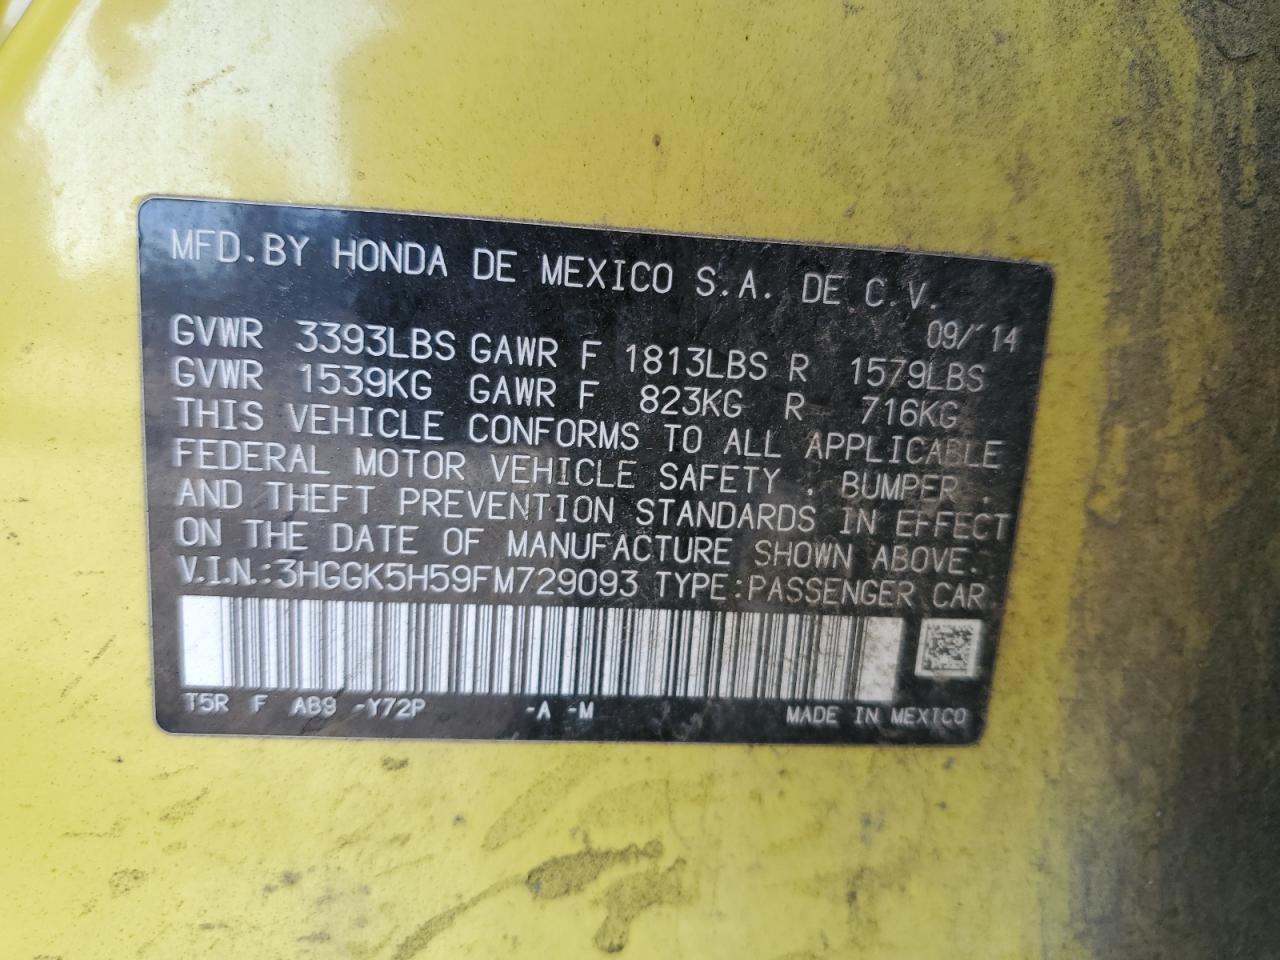 MFD.BY HONDA DE MEXICO S.A. DE C.V.
09/'14
GVWR 3393LBS GAWR F 1813LBS R 1579LBS
GVWR 1539KG GAWR F 823KG R 716KG
THIS VEHICLE CONFORMS TO ALL APPLICABLE
FEDERAL MOTOR VEHICLE SAFETY , BUMPER ,
AND THEFT PREVENTION STANDARDS IN EFFECT
ON THE DATE OF MANUFACTURE SHOWN ABOVE.
V.I.N.:3HGGK5H59FM729093 TYPE:PASSENGER CAR
T5R F AB9 -Y72P -A -M MADE IN MEXICO